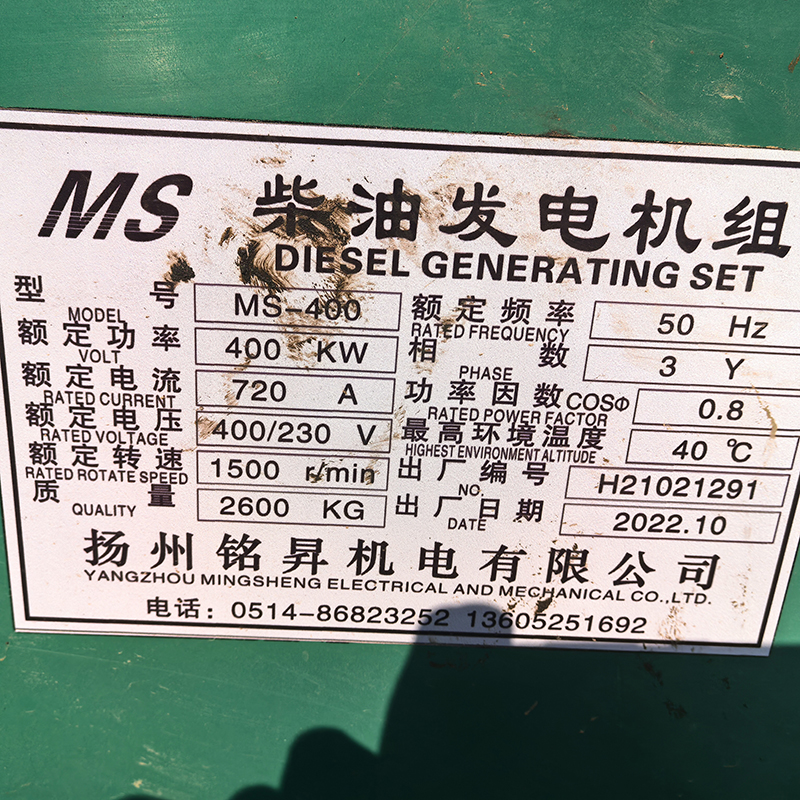 MS 柴油发电机组
DIESEL GENERATING SET
型号 MS-400 额定频率 50 Hz
MODEL RATED FREQUENCY
额定功率 400 KW 相数 3 Y
VOLT PHASE
额定电流 720 A 功率因数COSΦ 0.8
RATED CURRENT RATED POWER FACTOR
额定电压 400/230 V 最高环境温度 40 ℃
RATED VOLTAGE HIGHEST ENVIRONMENT ALTITUDE
额定转速 1500 r/min 出厂编号 H21021291
RATED ROTATE SPEED NO.
质量 2600 KG 出厂日期 2022.10
QUALITY DATE
扬州铭昇机电有限公司
YANGZHOU MINGSHENG ELECTRICAL AND MECHANICAL CO.,LTD.
电话：0514-86823252 13605251692